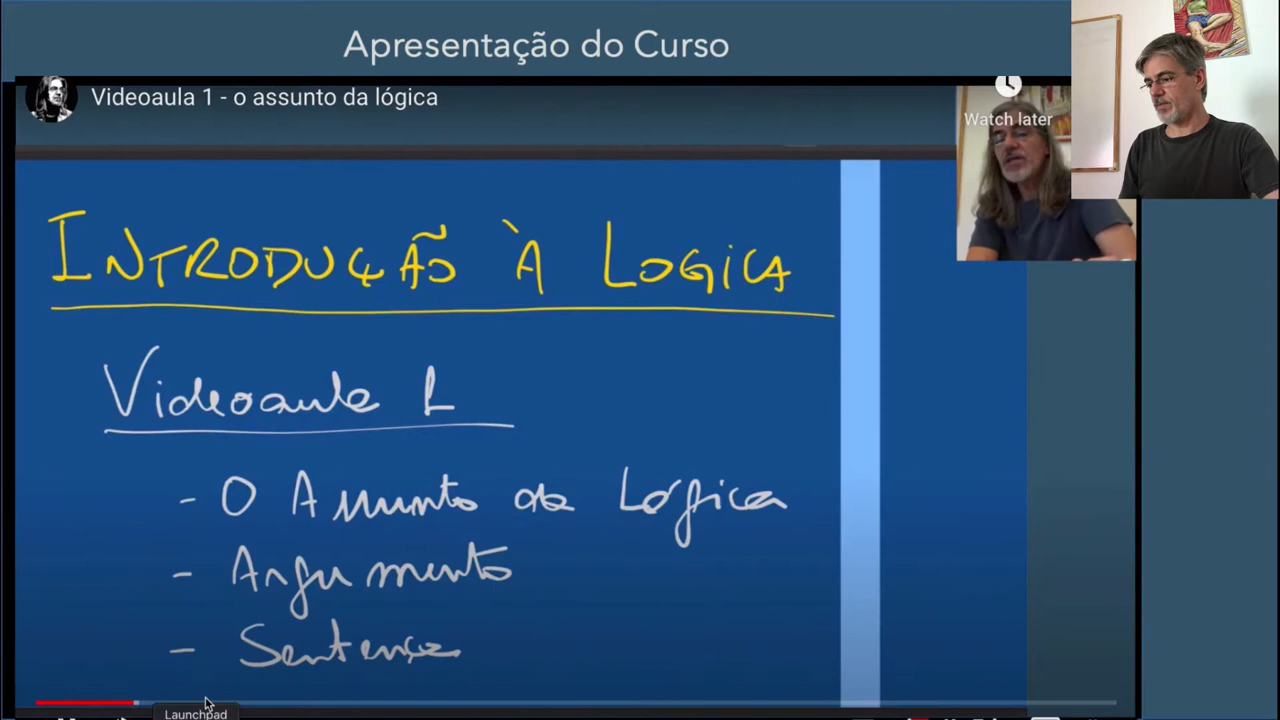 Apresentação do Curso
Videoaula 1 - o assunto da lógica
Watch later
INTRODUÇÃO À LOGICA
Videoaula 1
- O Assunto da Lógica
- Argumento
- Sentença
Launchpad